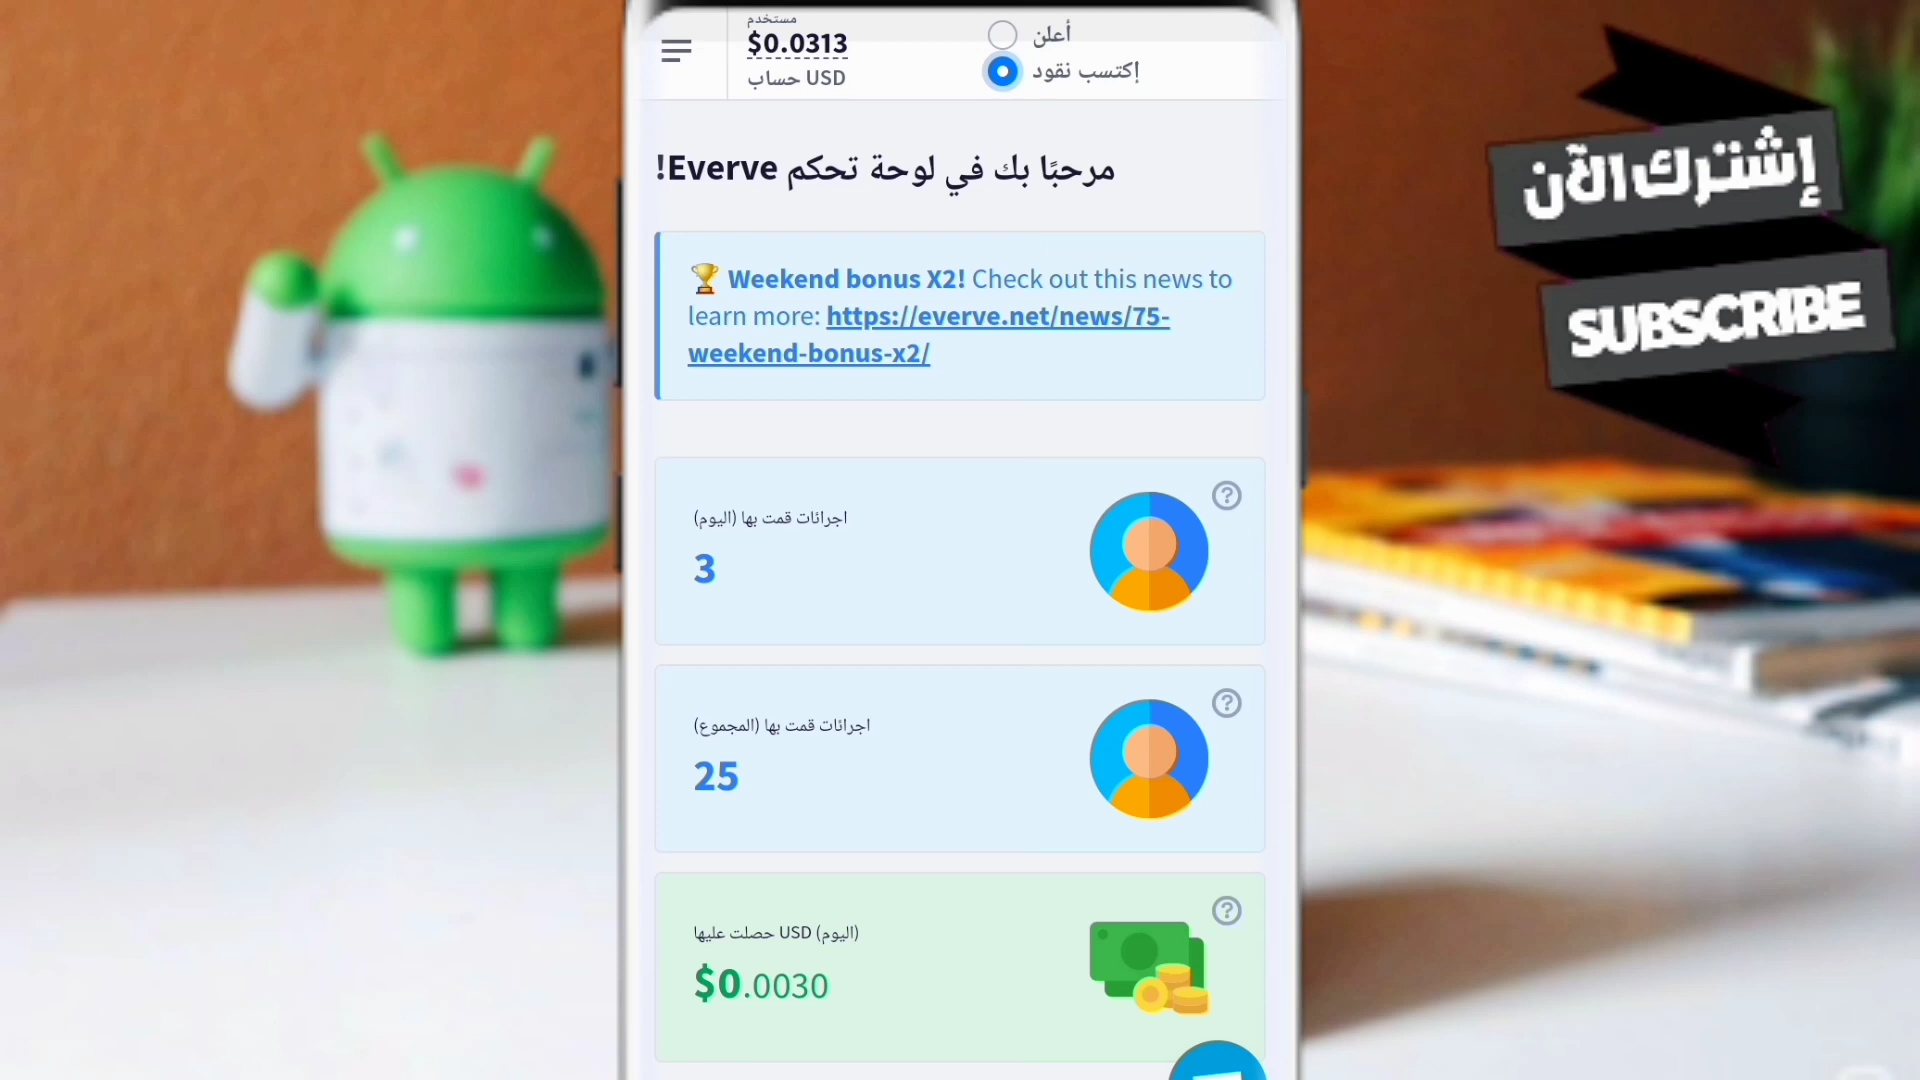 مستخدم
$0.0313
حساب USD
أعلن
إكتسب نقود
مرحبًا بك في لوحة تحكم Everve!
🏆 Weekend bonus X2! Check out this news to
learn more: https://everve.net/news/75-
weekend-bonus-x2/
اجرائات قمت بها (اليوم)
3
اجرائات قمت بها (المجموع)
25
حصلت عليها USD (اليوم)
$0.0030
إشترك الآن
SUBSCRIBE